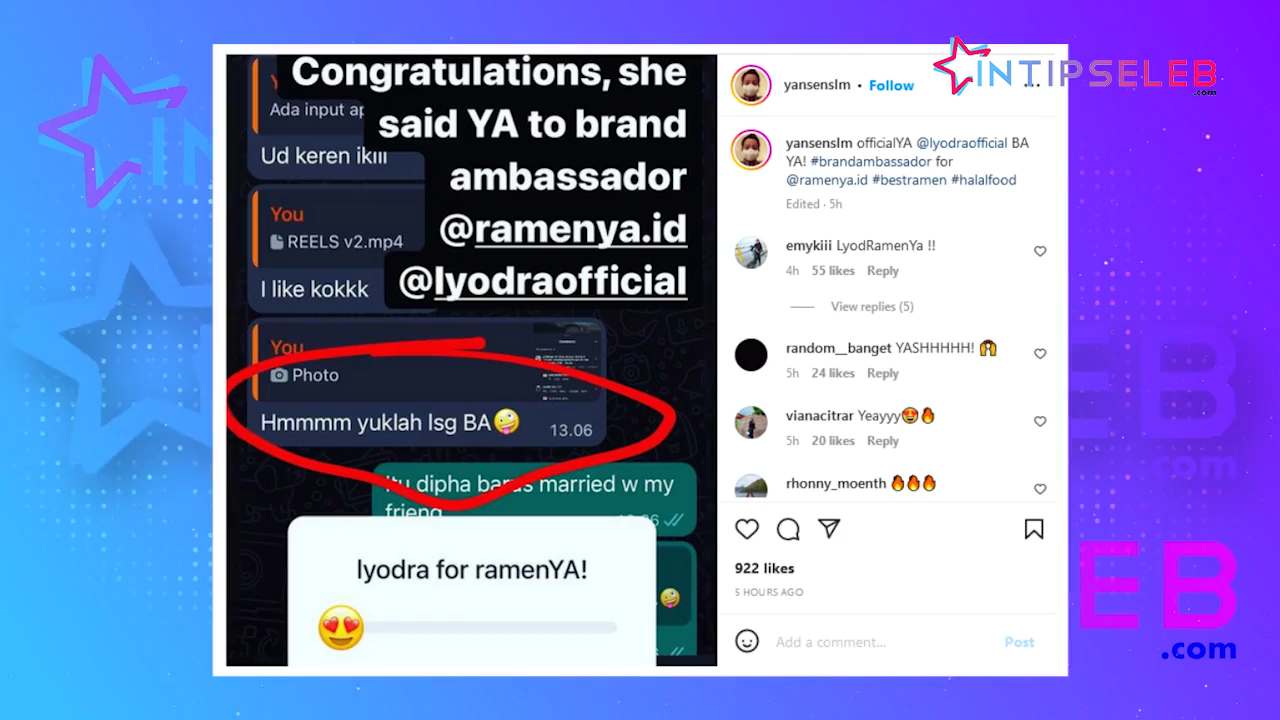 INTIPSELEB
.com
Congratulations, she
said YA to brand
ambassador
@ramenya.id
@lyodraofficial
Ada input ap
Ud keren ikiii
You
REELS v2.mp4
I like kokkk
You
Photo
Hmmmm yuklah lsg BA🤪
13.06
Itu dipha barus married w my
friend
lyodra for ramenYA!
yansenslm • Follow
yansenslm officialYA @lyodraofficial BA
YA! #brandambassador for
@ramenya.id #bestramen #halalfood
Edited · 5h
emykiii LyodRamenYa !!
4h 55 likes Reply
View replies (5)
random__banget YASHHHHH! 🙌
5h 24 likes Reply
vianacitrar Yeayyy😍🔥
5h 20 likes Reply
rhonny_moenth 🔥🔥🔥
922 likes
5 HOURS AGO
Add a comment...
Post
EB
.com